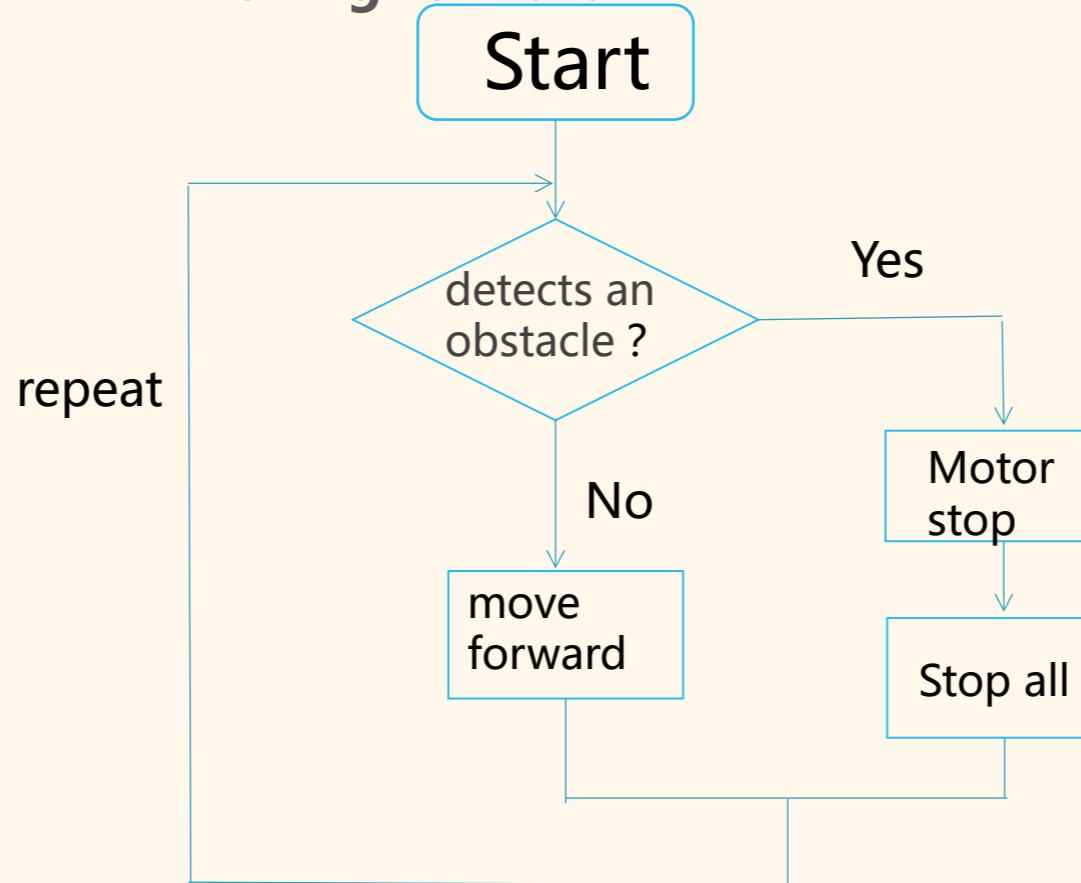 Start
Yes
detects an
obstacle ?
repeat
No
Motor
stop
move
forward
Stop all